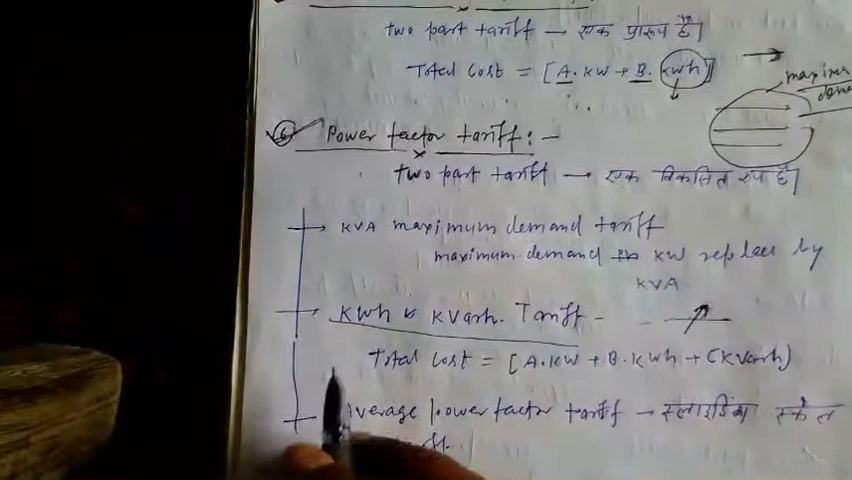 two part tariff → एक प्रारूप है|
Total cost = [A.KW + B. Kwh]
maximum
demand
⑥ Power factor tariff : -
two part tariff → एक विकसित रूप है|
→ KVA maximum demand tariff
maximum demand in KW replace by
KVA
→ KWh & KVarh. Tariff -
Total cost = [A.KW + B.KWh + CKVarh)
Average power factor tariff → स्लाइडिंग स्केल